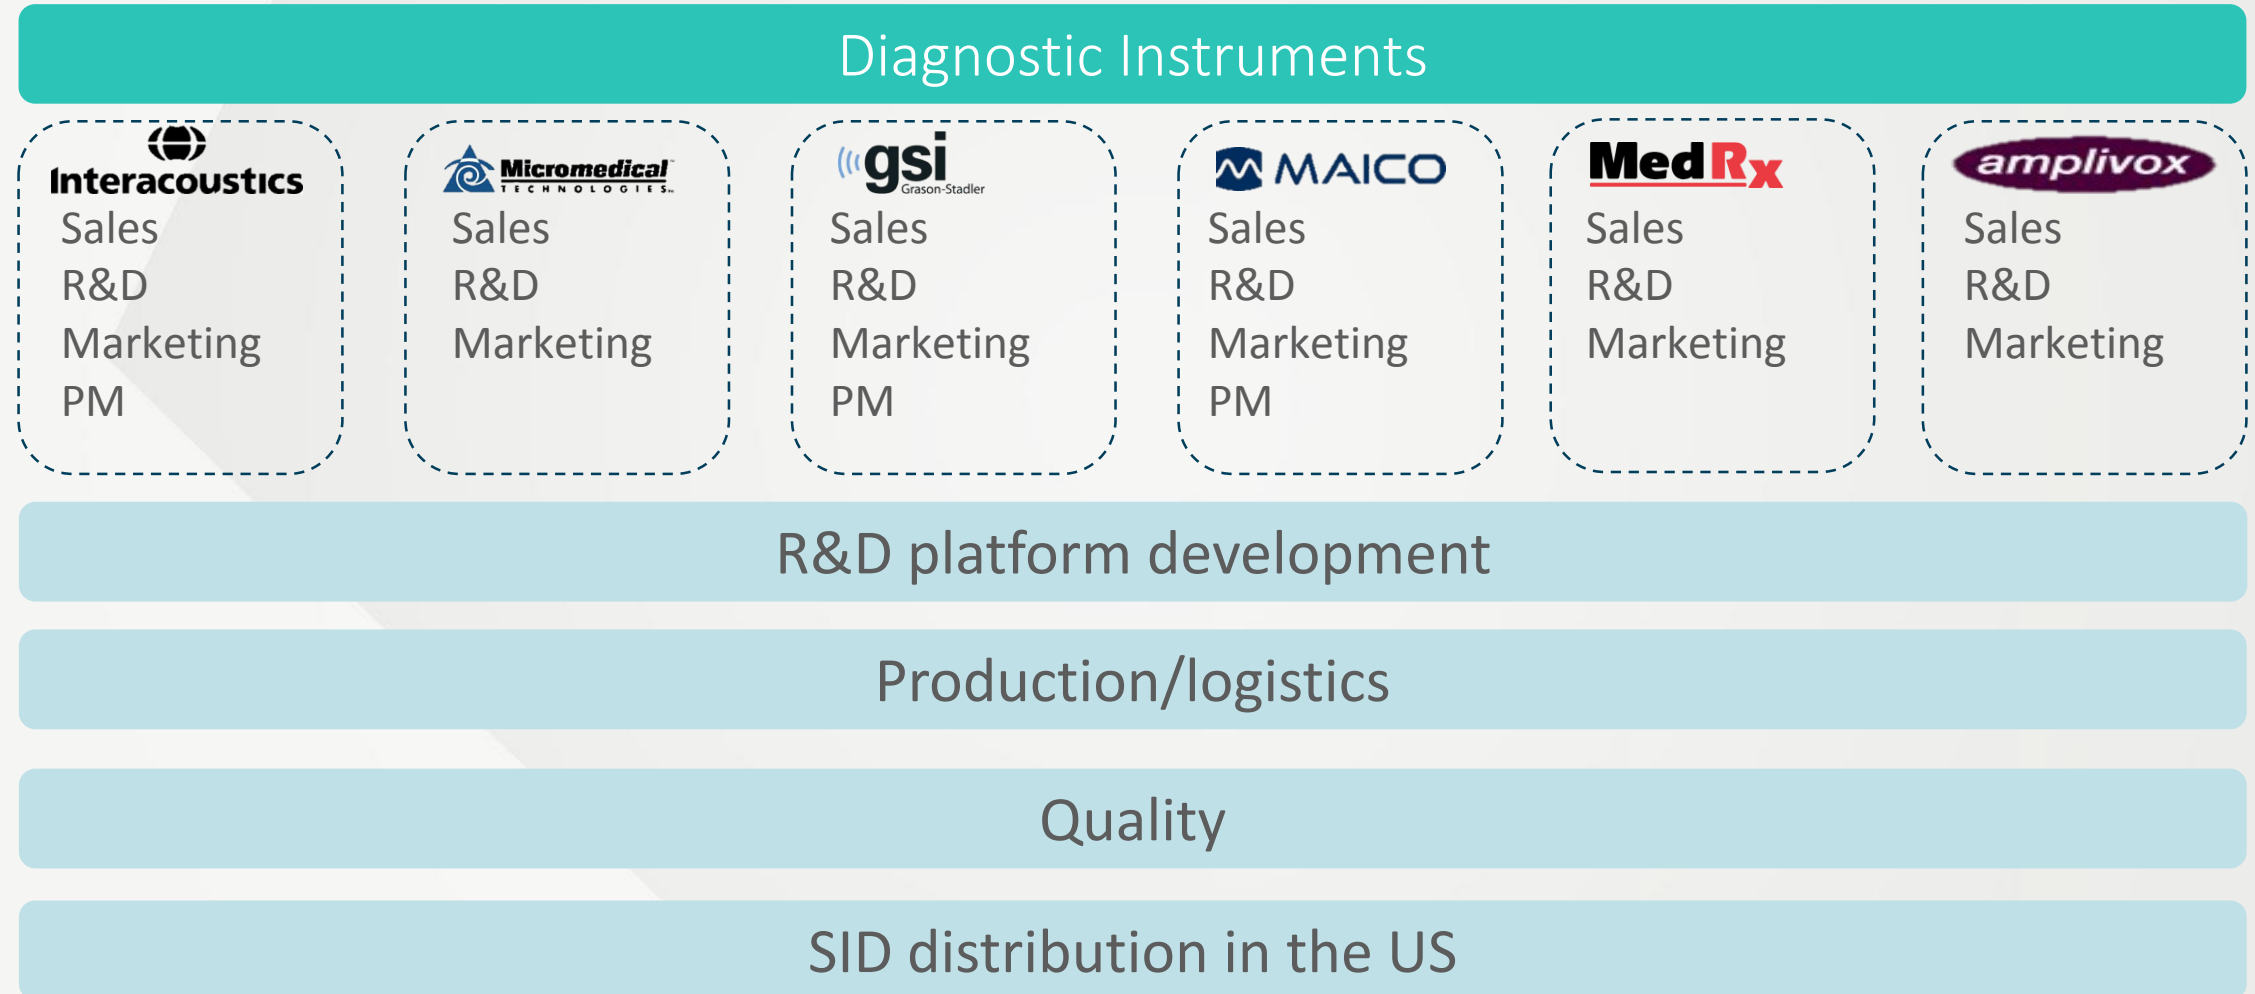 Diagnostic Instruments
Interacoustics
Sales
R&D
Marketing
PM
Micromedical™
TECHNOLOGIES
Sales
R&D
Marketing
gsi
Grason-Stadler
Sales
R&D
Marketing
PM
MAICO
Sales
R&D
Marketing
PM
MedRx
Sales
R&D
Marketing
amplivox
Sales
R&D
Marketing
R&D platform development
Production/logistics
Quality
SID distribution in the US